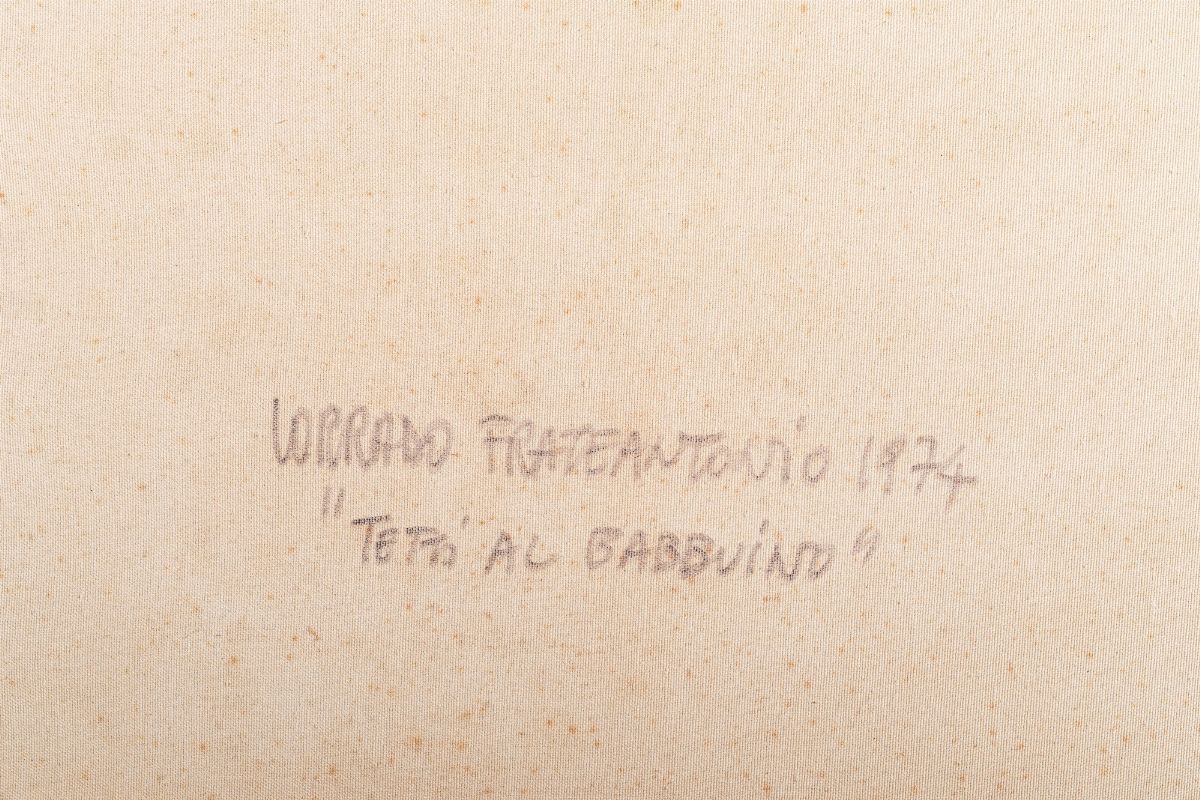 CORRADO FRATEANTONIO 1974
"TETTi AL BABBUiNO"